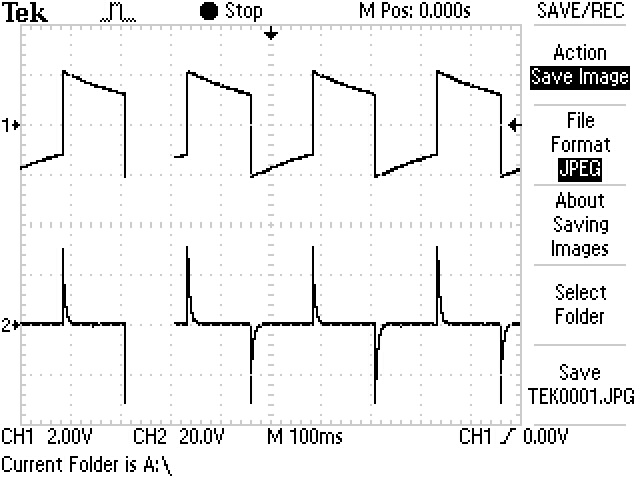 Tek Stop M Pos: 0.000s SAVE/REC
Action
Save Image
1
File
Format
JPEG
About
Saving
Images
Select
Folder
2
Save
TEK0001.JPG
CH1 2.00V CH2 20.0V M 100ms CH1 0.00V
Current Folder is A:\